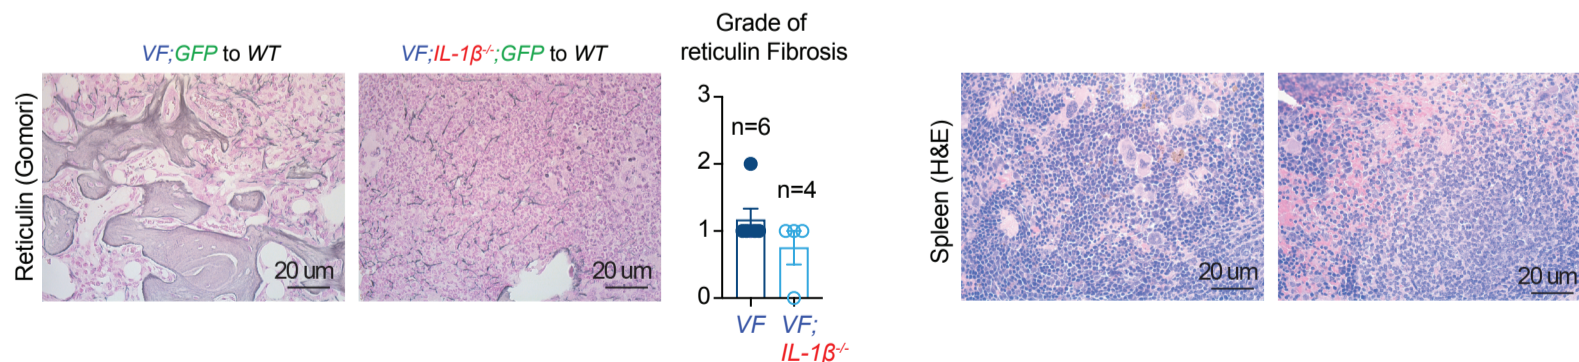 VF;GFP to WT
VF;IL-1β-/-;GFP to WT
Grade of
reticulin Fibrosis
Reticulin (Gomori)
20 um
20 um
3
2
1
0
n=6
n=4
VF
VF;
IL-1β-/-
Spleen (H&E)
20 um
20 um